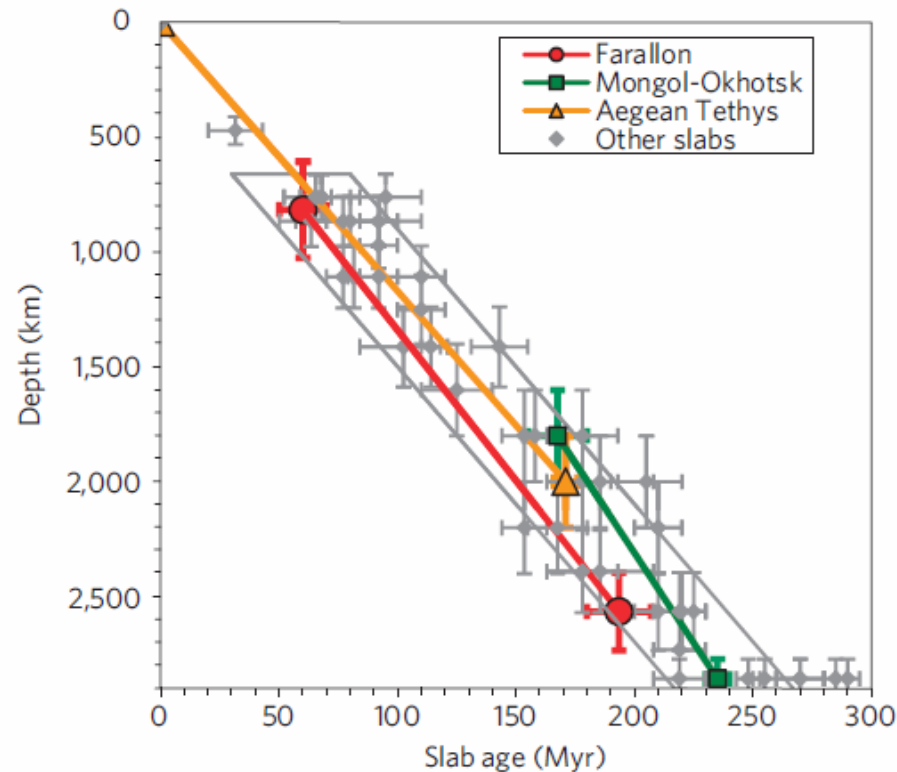 0
500
1,000
1,500
2,000
2,500
Depth (km)
Farallon
Mongol-Okhotsk
Aegean Tethys
Other slabs
0 50 100 150 200 250 300
Slab age (Myr)